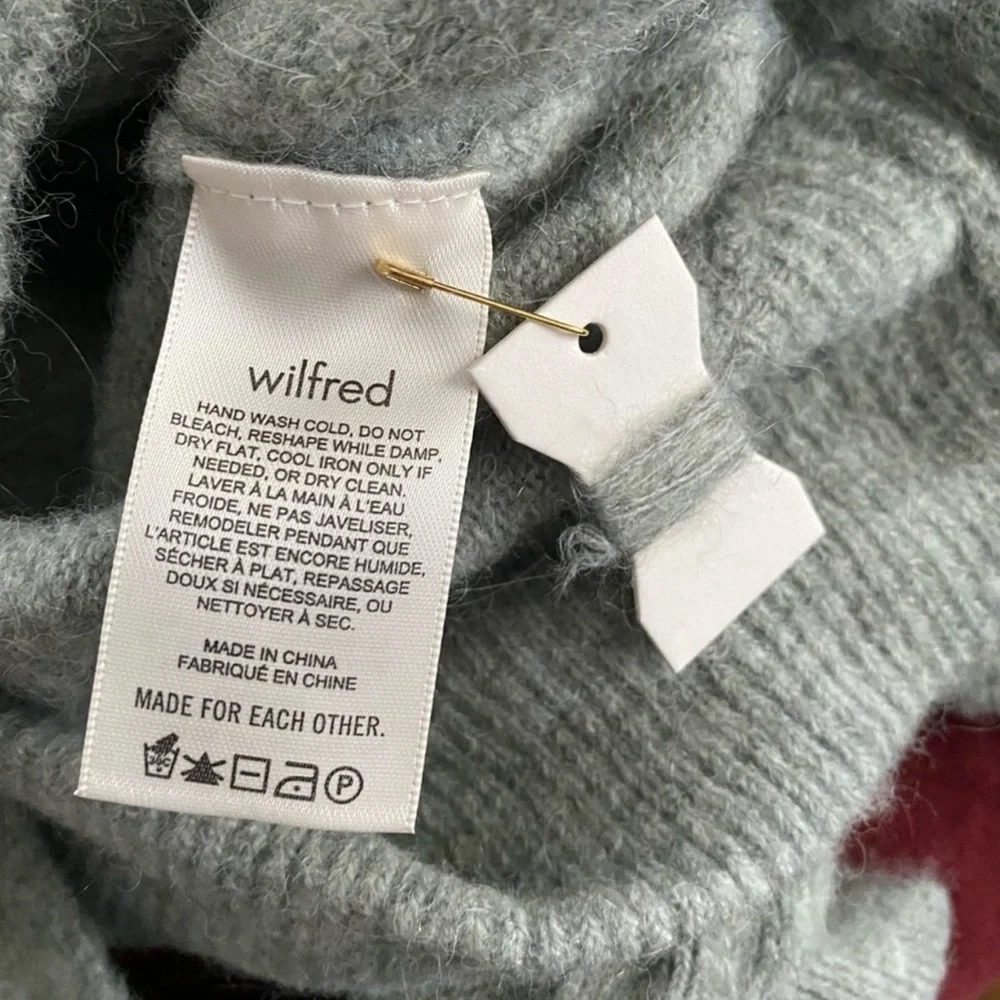 wilfred
HAND WASH COLD, DO NOT
BLEACH, RESHAPE WHILE DAMP,
DRY FLAT, COOL IRON ONLY IF
NEEDED, OR DRY CLEAN.
LAVER À LA MAIN À L'EAU
FROIDE, NE PAS JAVELISER,
REMODELER PENDANT QUE
L'ARTICLE EST ENCORE HUMIDE,
SÉCHER À PLAT, REPASSAGE
DOUX SI NÉCESSAIRE, OU
NETTOYER À SEC.
MADE IN CHINA
FABRIQUÉ EN CHINE
MADE FOR EACH OTHER.
30C P